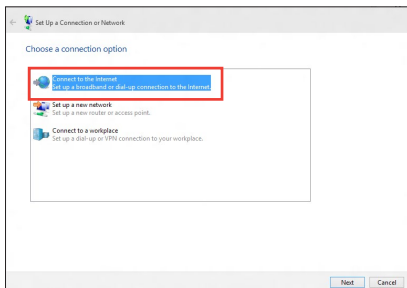 Set Up a Connection or Network
Choose a connection option
Connect to the Internet
Set up a broadband or dial-up connection to the Internet.
Set up a new network
Set up a new router or access point.
Connect to a workplace
Set up a dial-up or VPN connection to your workplace.
Next Cancel